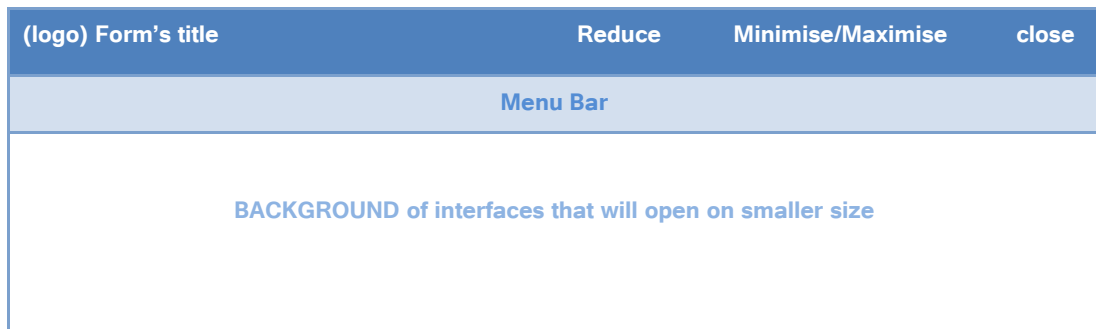 (logo) Form's title Reduce Minimise/Maximise close
Menu Bar
BACKGROUND of interfaces that will open on smaller size